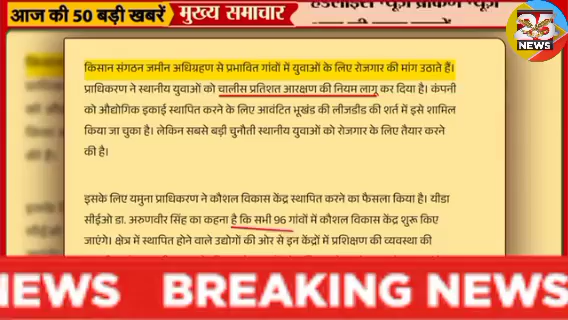 आज की 50 बड़ी खबरें
मुख्य समाचार
25
NEWS
किसान संगठन जमीन अधिग्रहण से प्रभावित गांवों में युवाओं के लिए रोजगार की मांग उठाते हैं।
प्राधिकरण ने स्थानीय युवाओं को चालीस प्रतिशत आरक्षण की नियम लागू कर दिया है। कंपनी
को औद्योगिक इकाई स्थापित करने के लिए आवंटित भूखंड की लीजडीड की शर्त में इसे शामिल
किया जा चुका है। लेकिन सबसे बड़ी चुनौती स्थानीय युवाओं को रोजगार के लिए तैयार करने
की है।
इसके लिए यमुना प्राधिकरण ने कौशल विकास केंद्र स्थापित करने का फैसला किया है। यीडा
सीईओ डा. अरुणवीर सिंह का कहना है कि सभी 96 गांवों में कौशल विकास केंद्र शुरू किए
जाएंगे। क्षेत्र में स्थापित होने वाले उद्योगों की ओर से इन केंद्रों में प्रशिक्षण की व्यवस्था की
NEWS BREAKING NEWS